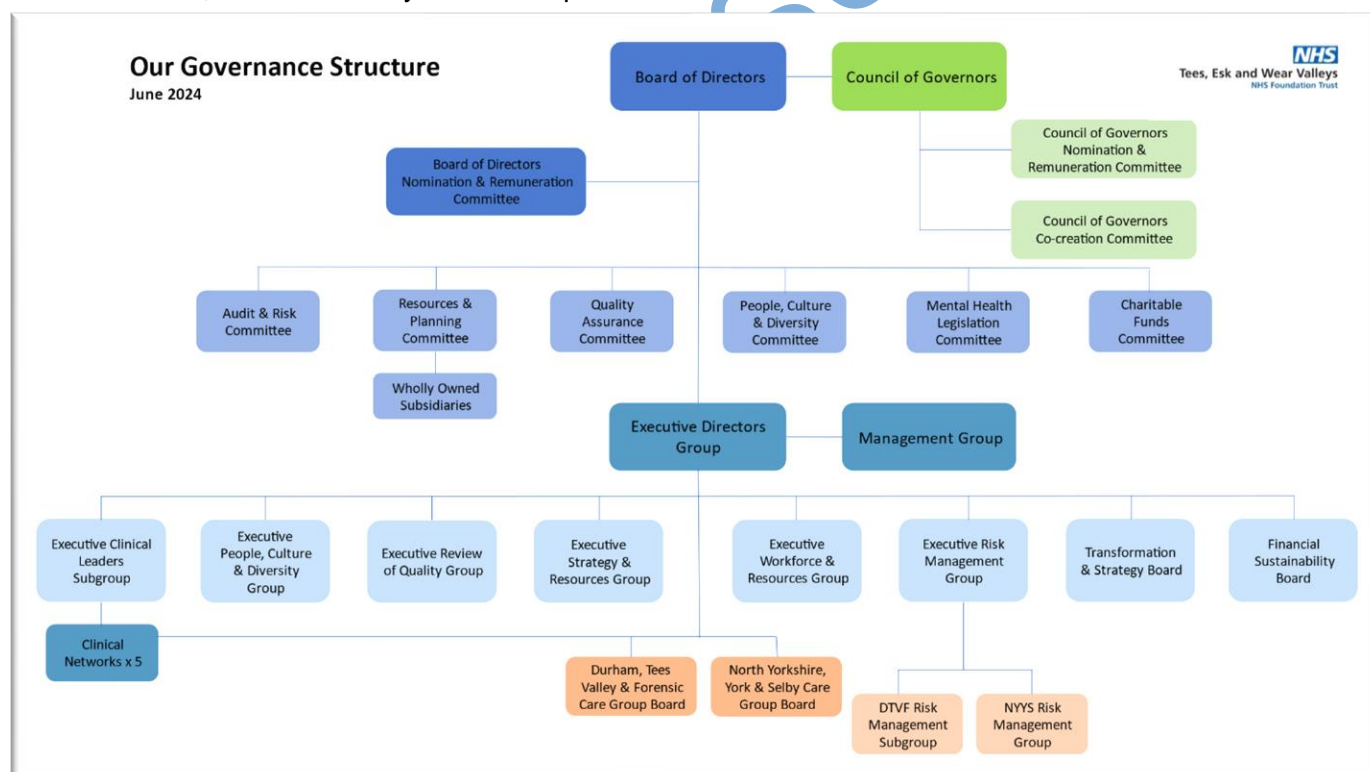 Our Governance Structure
June 2024
NHS
Tees, Esk and Wear Valleys
NHS Foundation Trust
Board of Directors
Council of Governors
Council of Governors
Nomination &
Remuneration Committee
Board of Directors
Nomination & Remuneration
Committee
Council of Governors
Co-creation Committee
Audit & Risk
Committee
Resources &
Planning
Committee
Quality
Assurance
Committee
People, Culture
& Diversity
Committee
Mental Health
Legislation
Committee
Charitable
Funds
Committee
Wholly Owned
Subsidiaries
Executive Directors
Group
Management Group
Executive Clinical
Leaders
Subgroup
Executive
People, Culture
& Diversity
Group
Executive Review
of Quality Group
Executive
Strategy &
Resources Group
Executive
Workforce &
Resources Group
Executive Risk
Management
Group
Transformation
& Strategy Board
Financial
Sustainability
Board
Clinical
Networks x 5
Durham, Tees
Valley & Forensic
Care Group Board
North Yorkshire,
York & Selby Care
Group Board
DTVF Risk
Management
Subgroup
NYYS Risk
Management
Group